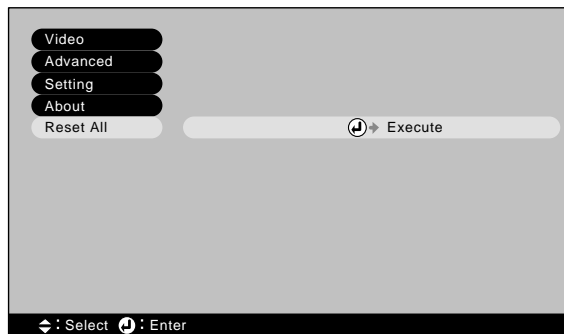 Video
Advanced
Setting
About
Reset All
Execute
: Select : Enter